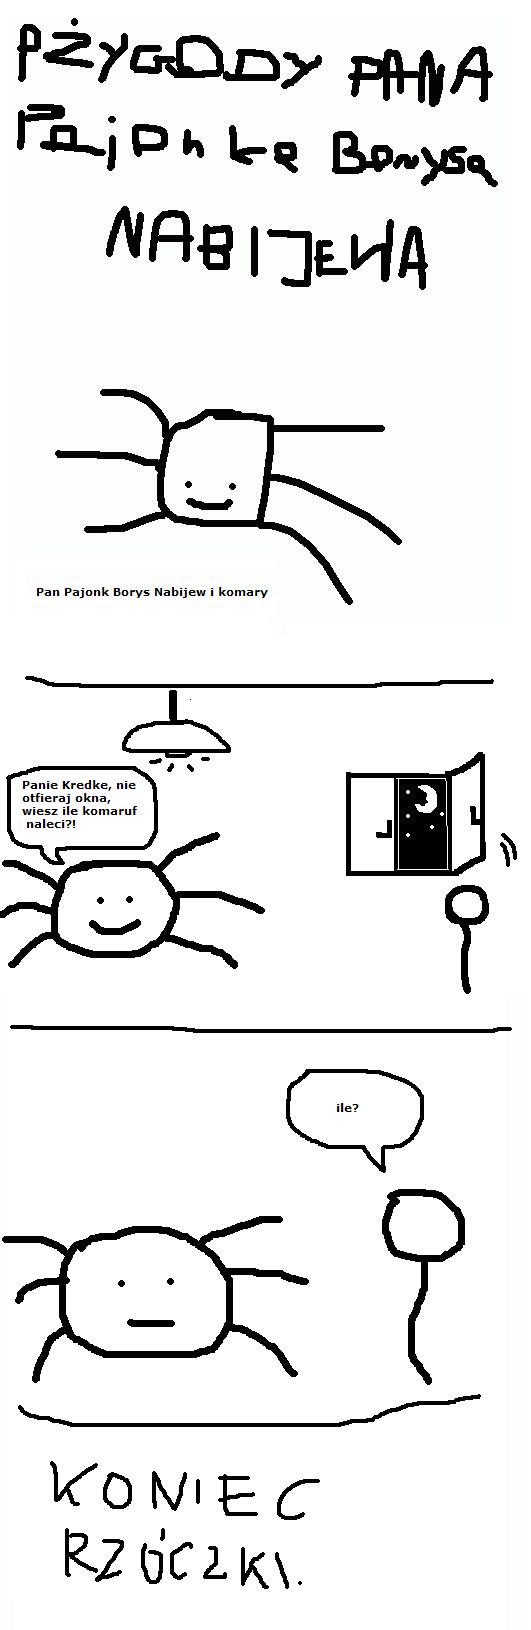 PŻYGODY PANA
Pajonka Borysa
NABIJEWA
Pan Pajonk Borys Nabijew i komary
Panie Kredke, nie
otfieraj okna,
wiesz ile komaruf
naleci?!
ile?
KONIEC
RZÓCZKI.